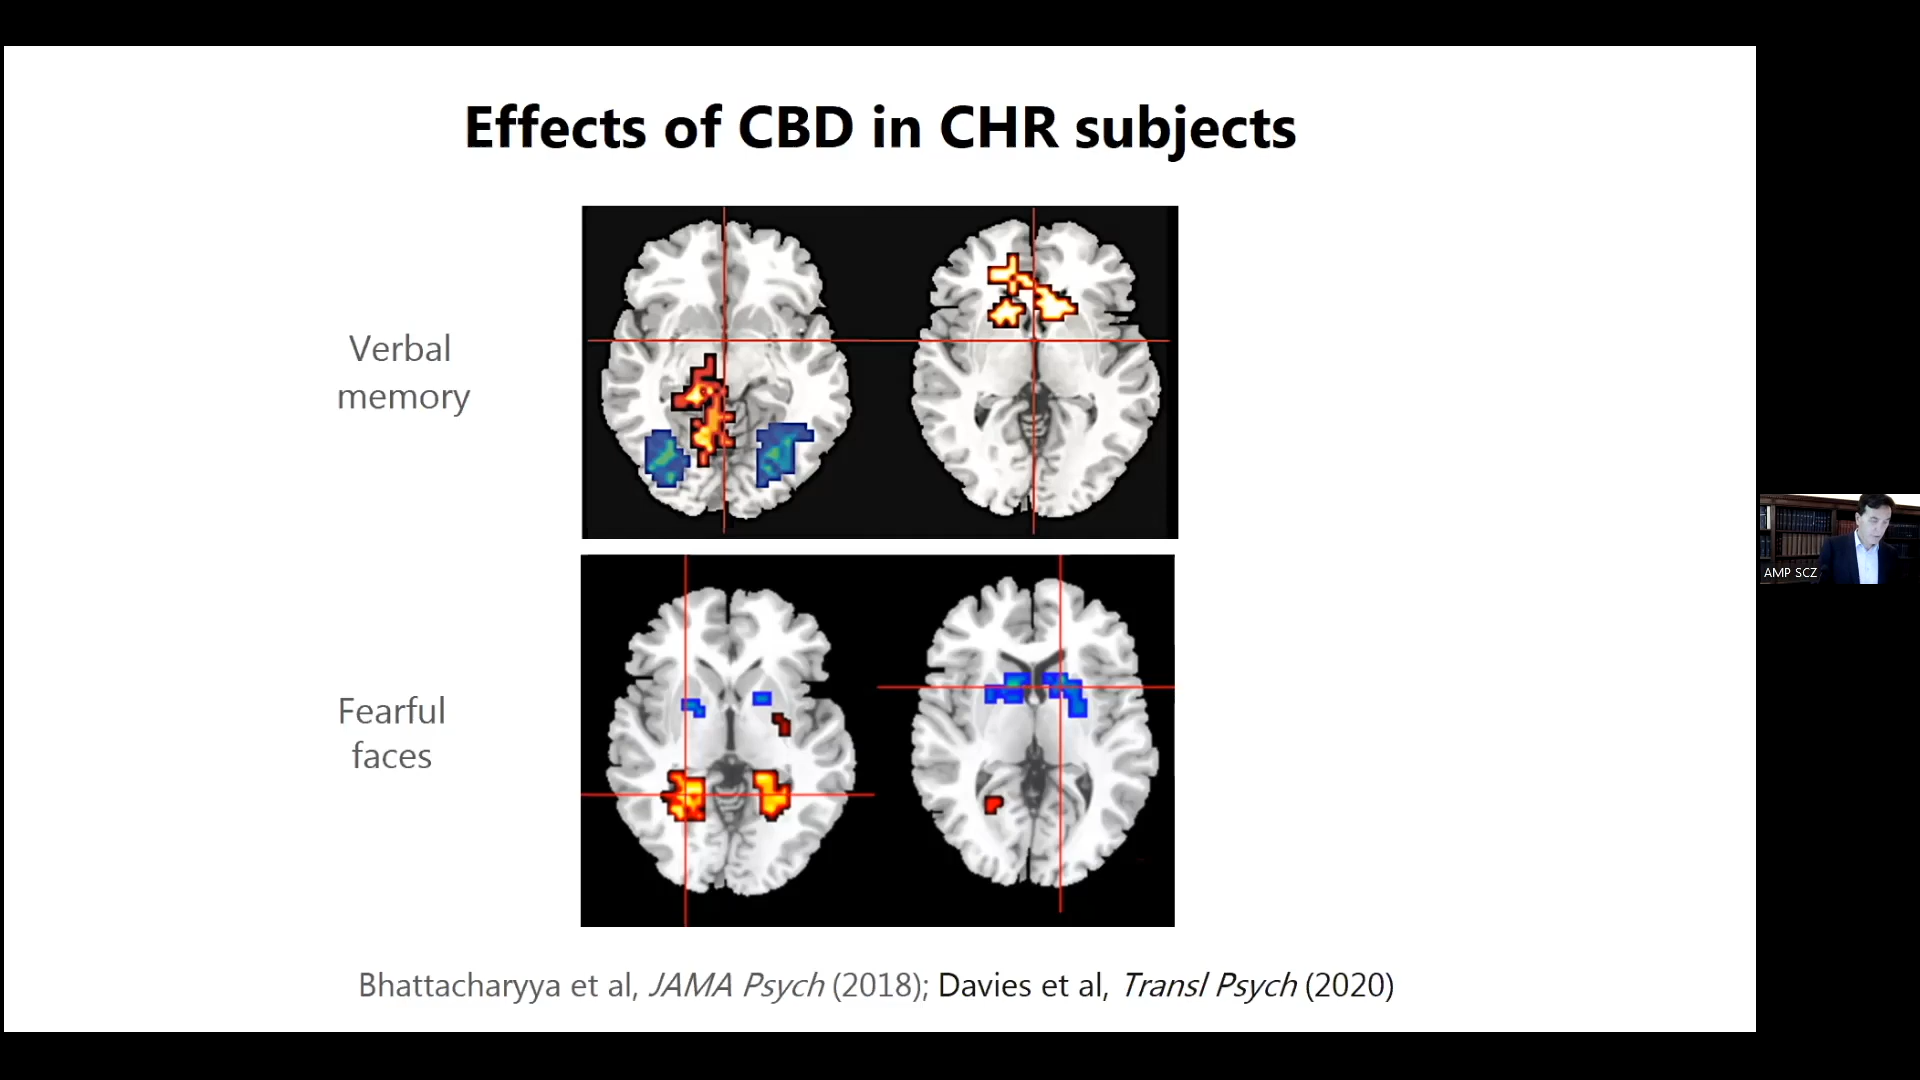 Effects of CBD in CHR subjects
Verbal
memory
Fearful
faces
Bhattacharyya et al, JAMA Psych (2018); Davies et al, Transl Psych (2020)
AMP SCZ